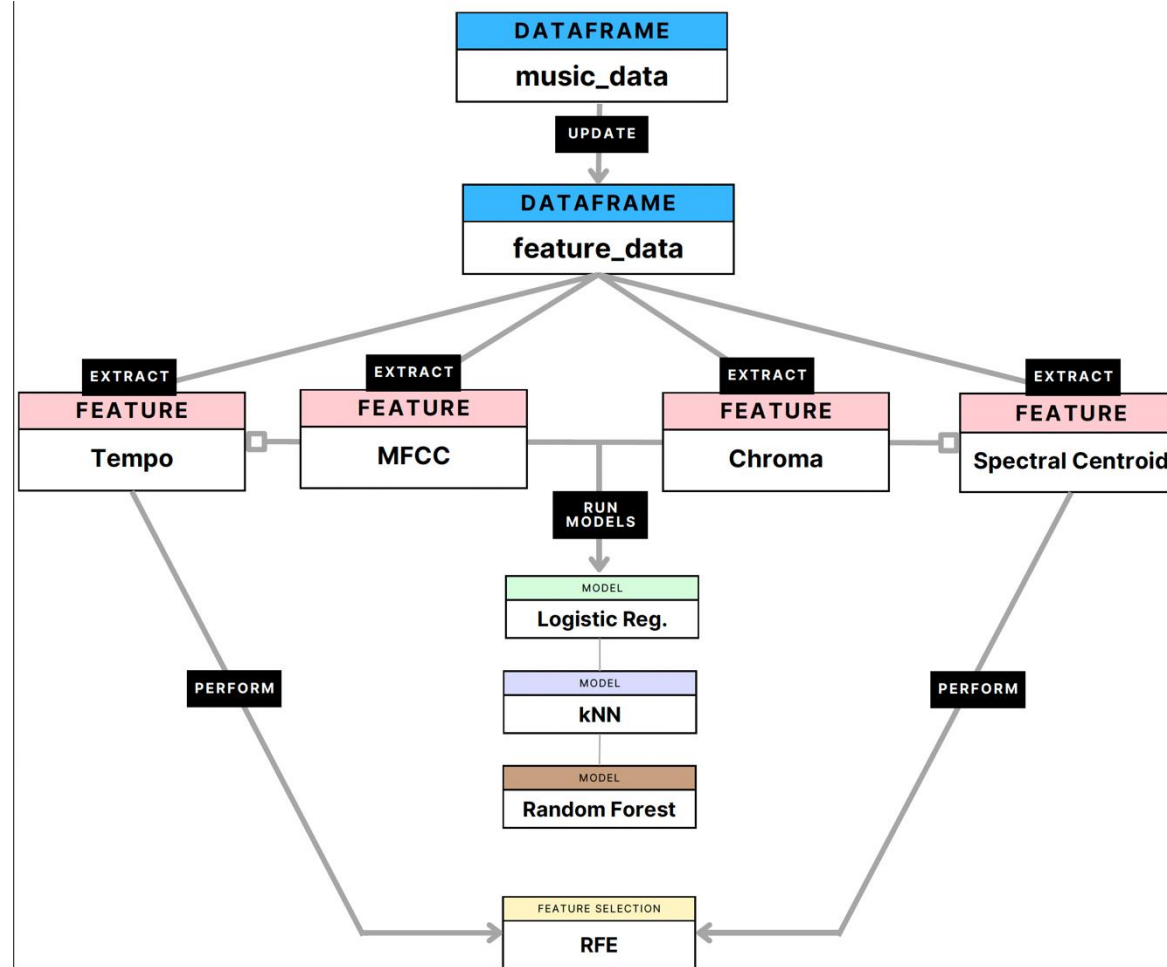 DATAFRAME
music_data
UPDATE
DATAFRAME
feature_data
EXTRACT
EXTRACT
EXTRACT
EXTRACT
FEATURE
FEATURE
FEATURE
FEATURE
Tempo
MFCC
Chroma
Spectral Centroid
RUN
MODELS
MODEL
Logistic Reg.
PERFORM
PERFORM
MODEL
kNN
MODEL
Random Forest
FEATURE SELECTION
RFE